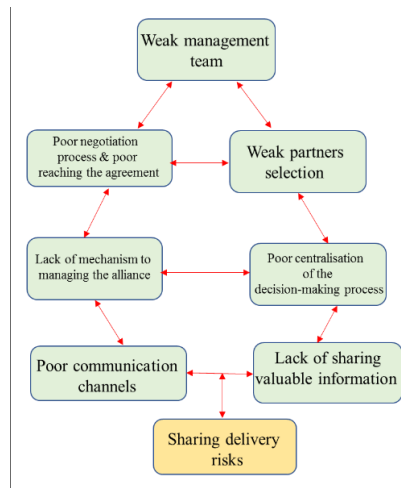 Weak management
team
Poor negotiation
process & poor
reaching the agreement
Weak partners
selection
Lack of mechanism to
managing the alliance
Poor centralisation
of the
decision-making process
Poor communication
channels
Lack of sharing
valuable information
Sharing delivery
risks